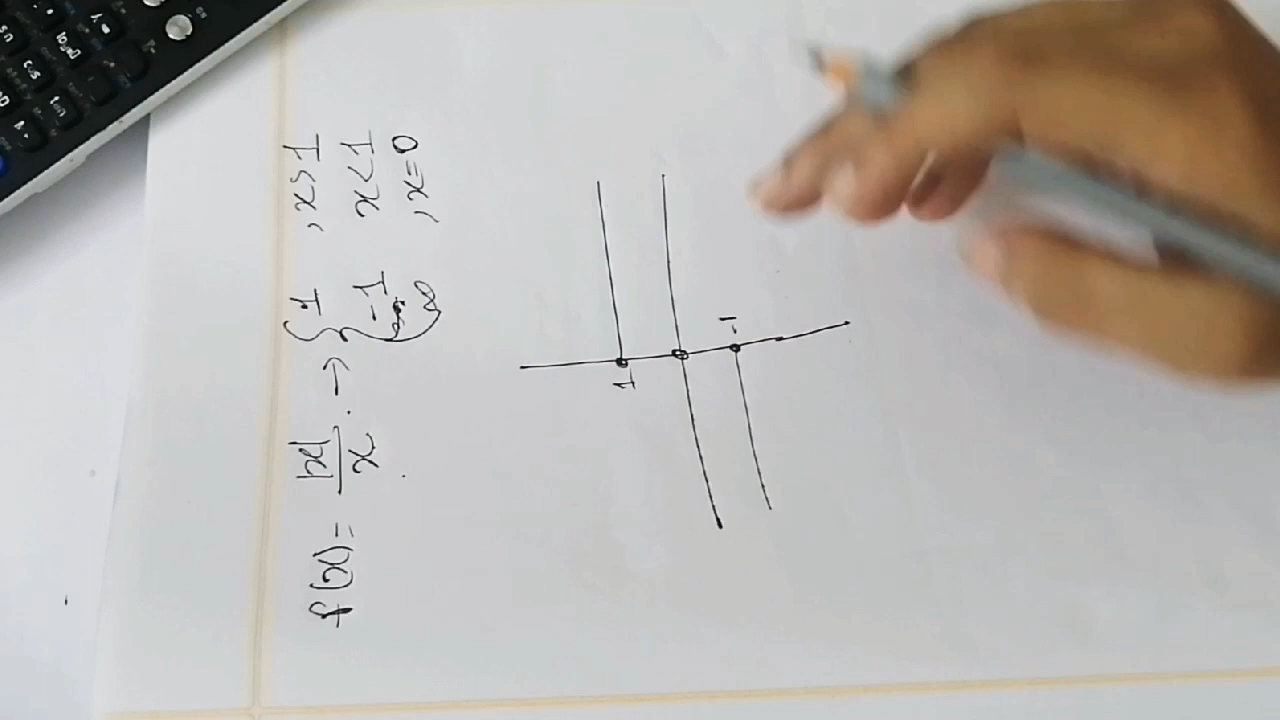 f(x) = |x|/x . → { 1 , x>1
-1 x<1
∞ , x=0
1
-1